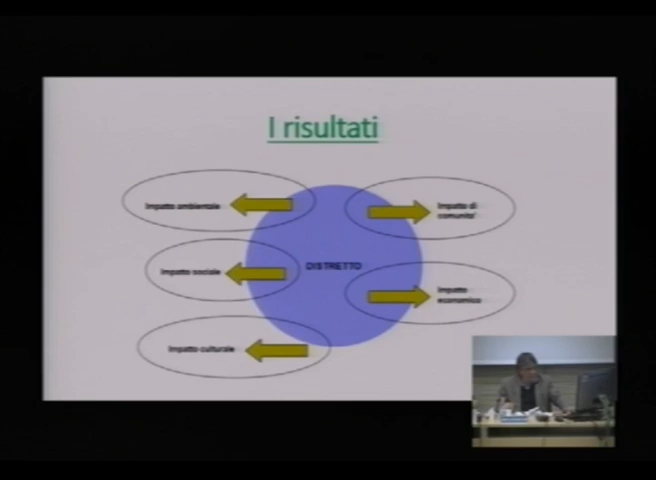 I risultati
Impatto ambientale
Impatto di
comunita'
Impatto sociale
DISTRETTO
Impatto
economico
Impatto culturale